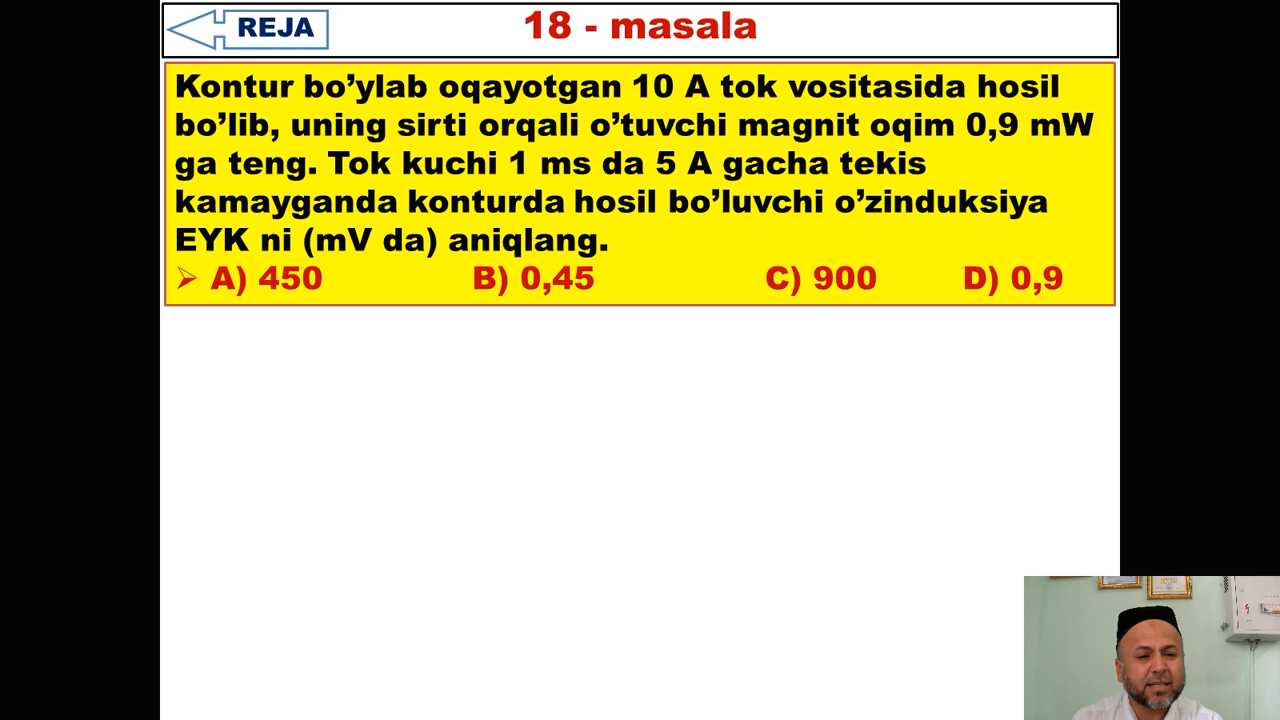 REJA
18 - masala
Kontur bo’ylab oqayotgan 10 A tok vositasida hosil
bo’lib, uning sirti orqali o’tuvchi magnit oqim 0,9 mW
ga teng. Tok kuchi 1 ms da 5 A gacha tekis
kamayganda konturda hosil bo’luvchi o’zinduksiya
EYK ni (mV da) aniqlang.
➢ A) 450 B) 0,45 C) 900 D) 0,9